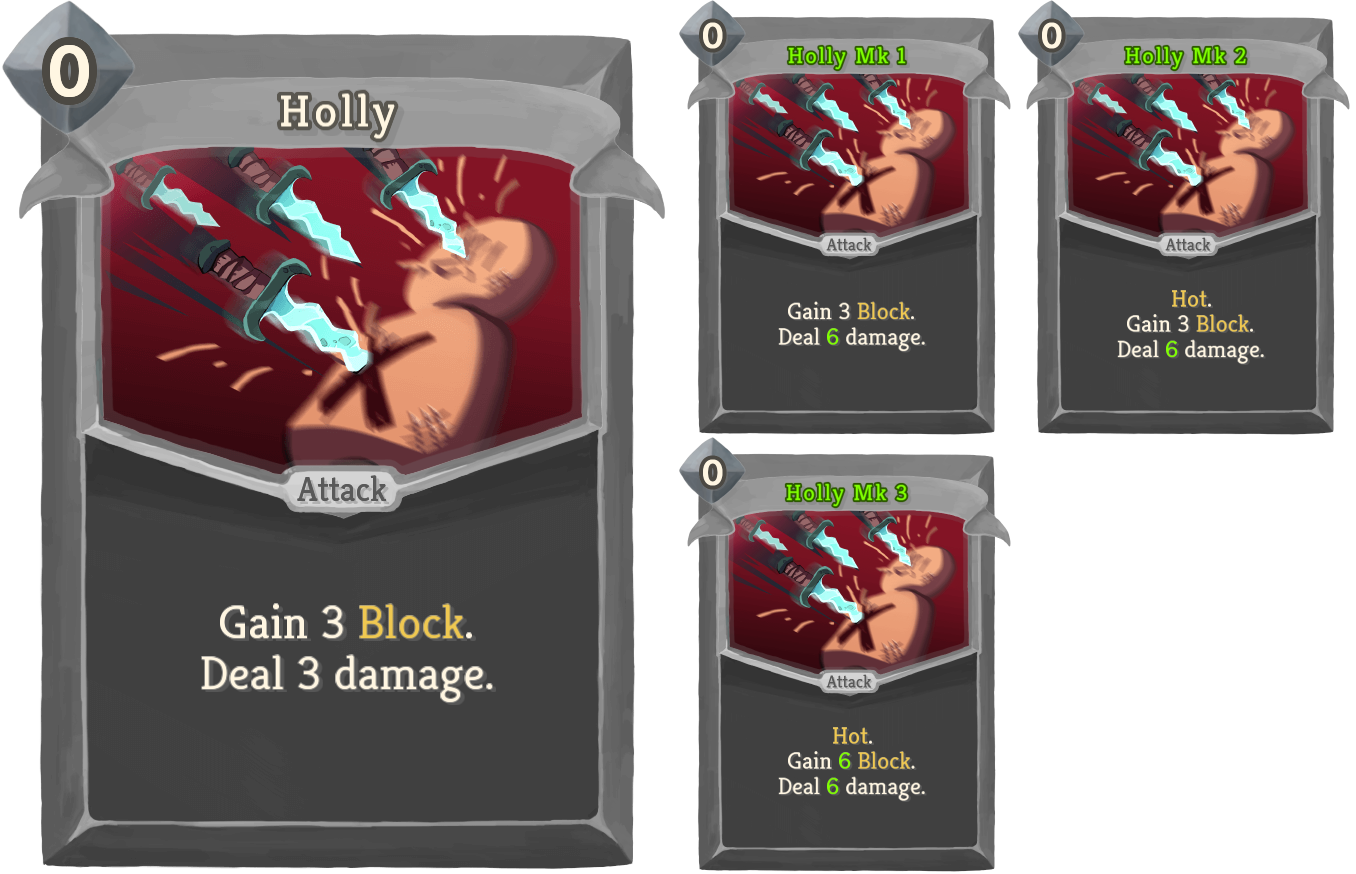 0
Holly
Attack
Gain 3 Block.
Deal 3 damage.
0
Holly Mk 1
Attack
Gain 3 Block.
Deal 6 damage.
0
Holly Mk 2
Attack
Hot.
Gain 3 Block.
Deal 6 damage.
0
Holly Mk 3
Attack
Hot.
Gain 6 Block.
Deal 6 damage.